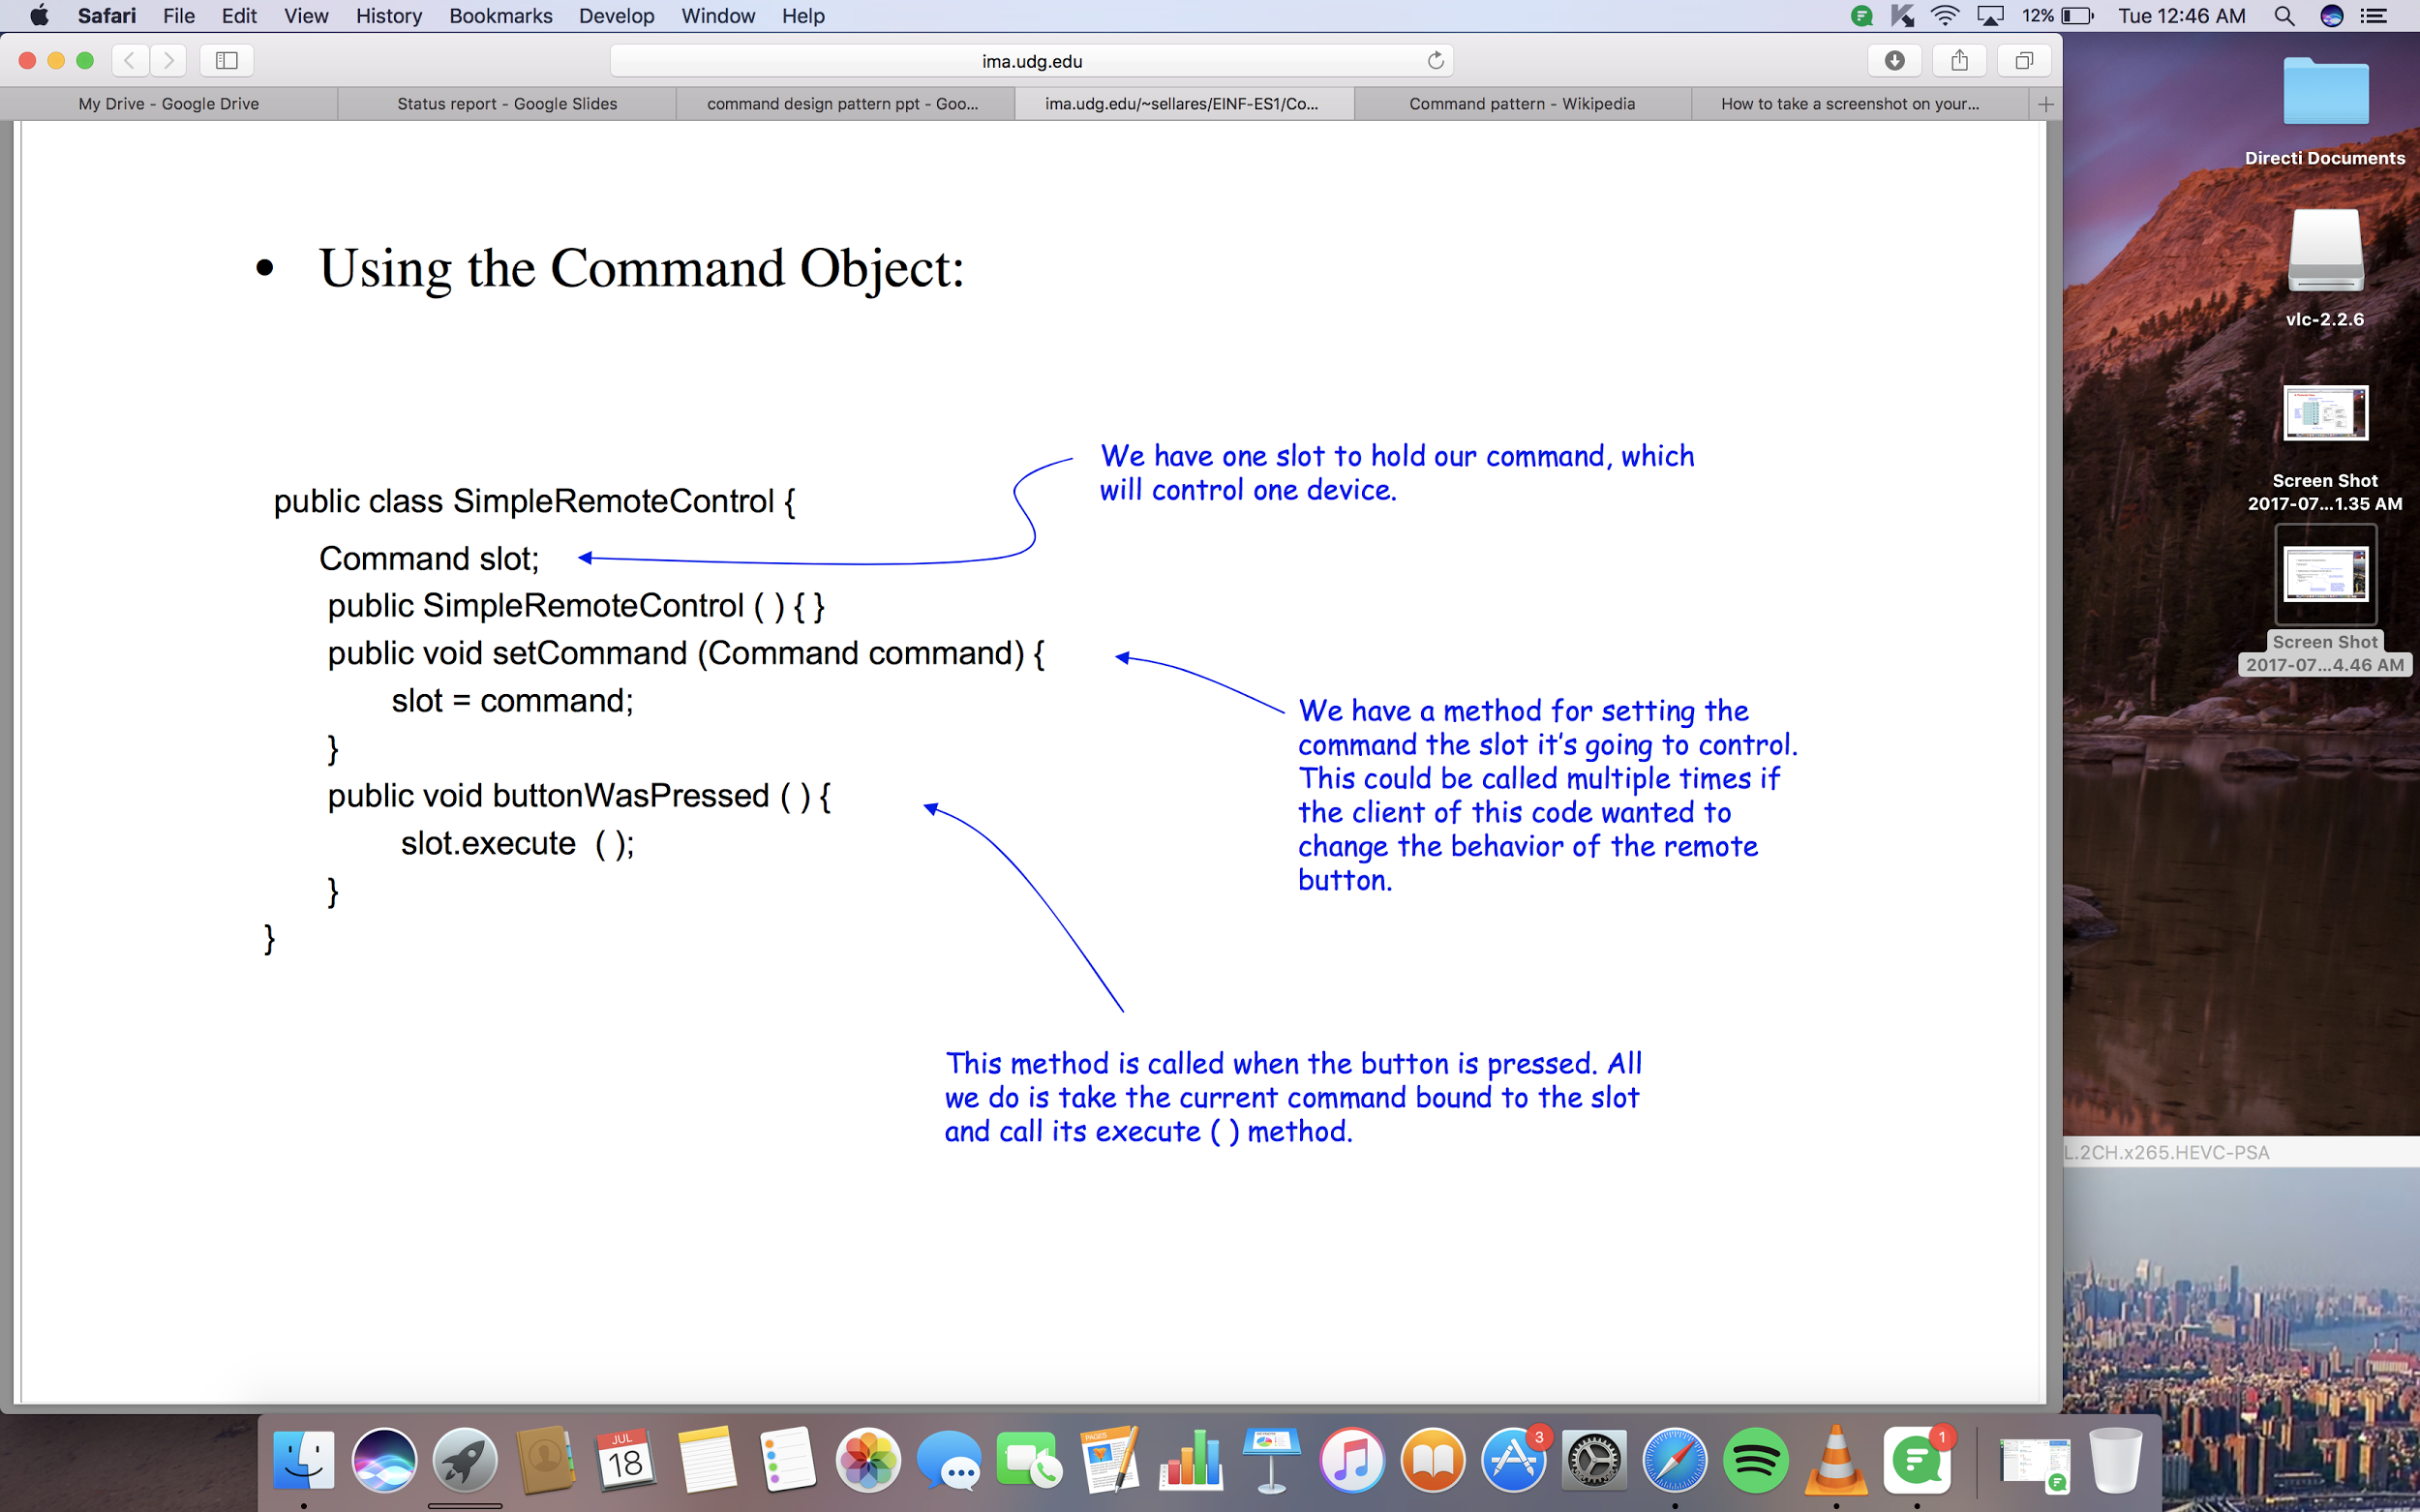 Safari File Edit View History Bookmarks Develop Window Help 12% Tue 12:46 AM
ima.udg.edu
My Drive - Google Drive
Status report - Google Slides
command design pattern ppt - Goo...
ima.udg.edu/~sellares/EINF-ES1/Co...
Command pattern - Wikipedia
How to take a screenshot on your...
• Using the Command Object:
We have one slot to hold our command, which
will control one device.
public class SimpleRemoteControl {
Command slot;
public SimpleRemoteControl ( ) { }
public void setCommand (Command command) {
slot = command;
}
public void buttonWasPressed ( ) {
slot.execute ( );
}
}
We have a method for setting the
command the slot it's going to control.
This could be called multiple times if
the client of this code wanted to
change the behavior of the remote
button.
This method is called when the button is pressed. All
we do is take the current command bound to the slot
and call its execute ( ) method.
Directi Documents
vlc-2.2.6
Screen Shot
2017-07...1.35 AM
Screen Shot
2017-07...4.46 AM
L.2CH.x265.HEVC-PSA
JUL
18
PAGES
3
1